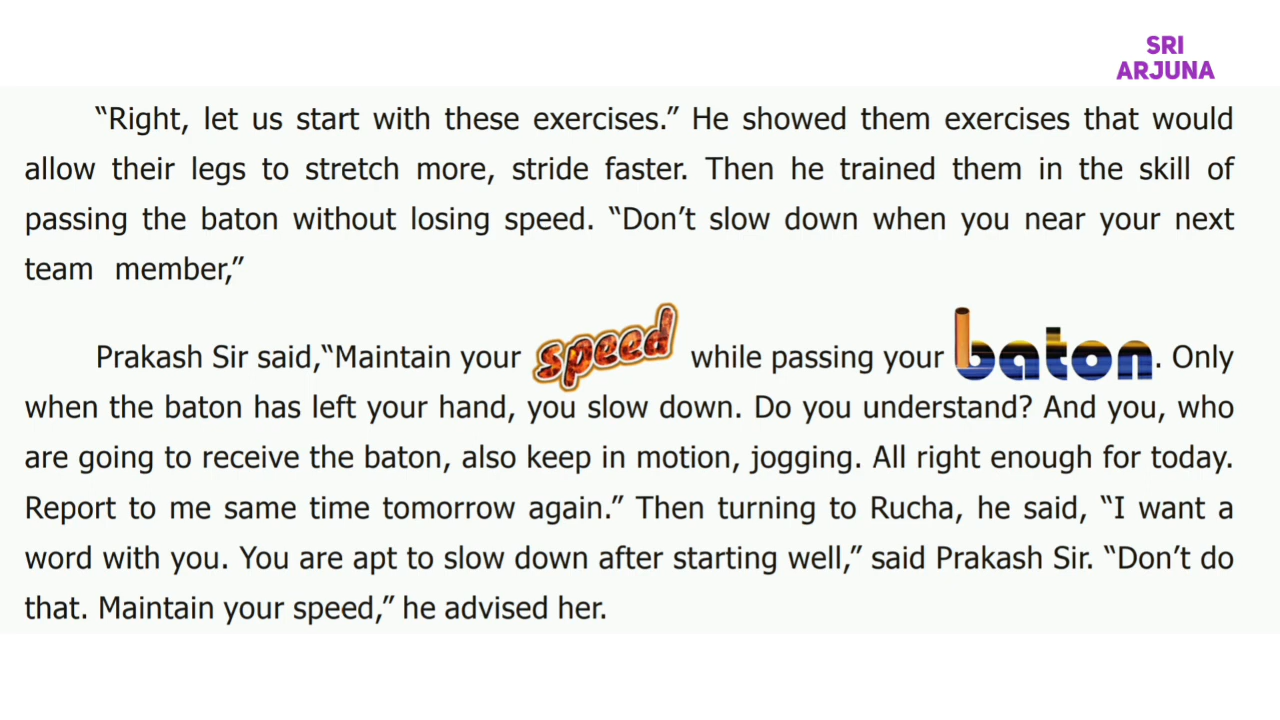 SRI
ARJUNA
“Right, let us start with these exercises.” He showed them exercises that would
allow their legs to stretch more, stride faster. Then he trained them in the skill of
passing the baton without losing speed. “Don’t slow down when you near your next
team member,”
Prakash Sir said,“Maintain your speed while passing your baton. Only
when the baton has left your hand, you slow down. Do you understand? And you, who
are going to receive the baton, also keep in motion, jogging. All right enough for today.
Report to me same time tomorrow again.” Then turning to Rucha, he said, “I want a
word with you. You are apt to slow down after starting well,” said Prakash Sir. “Don’t do
that. Maintain your speed,” he advised her.